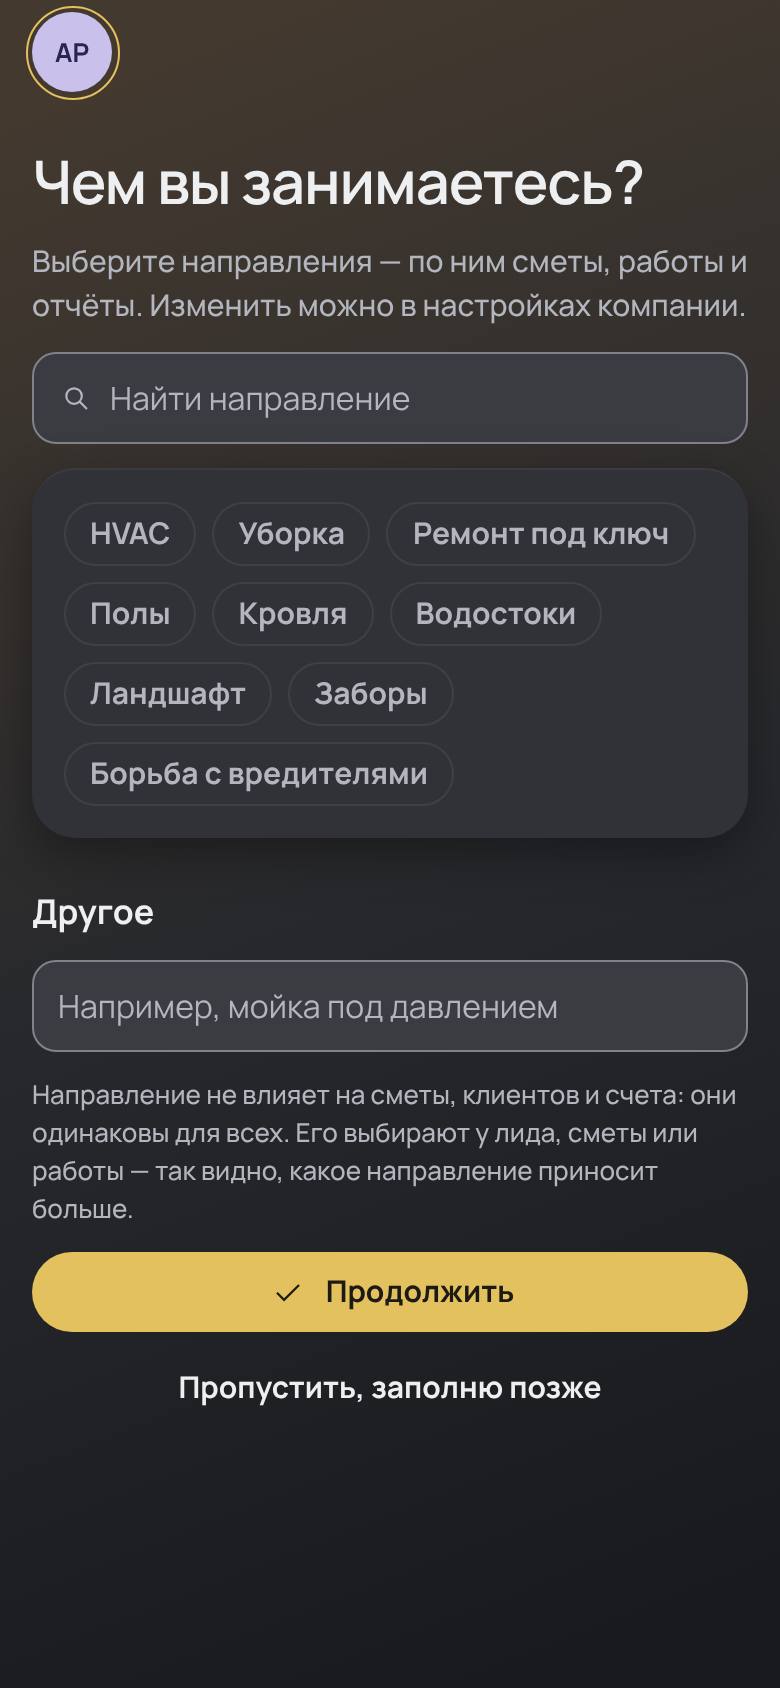 AP
Чем вы занимаетесь?
Выберите направления — по ним сметы, работы и
отчёты. Изменить можно в настройках компании.
Найти направление
HVAC Уборка Ремонт под ключ
Полы Кровля Водостоки
Ландшафт Заборы
Борьба с вредителями
Другое
Например, мойка под давлением
Направление не влияет на сметы, клиентов и счета: они
одинаковы для всех. Его выбирают у лида, сметы или
работы — так видно, какое направление приносит
больше.
Продолжить
Пропустить, заполню позже